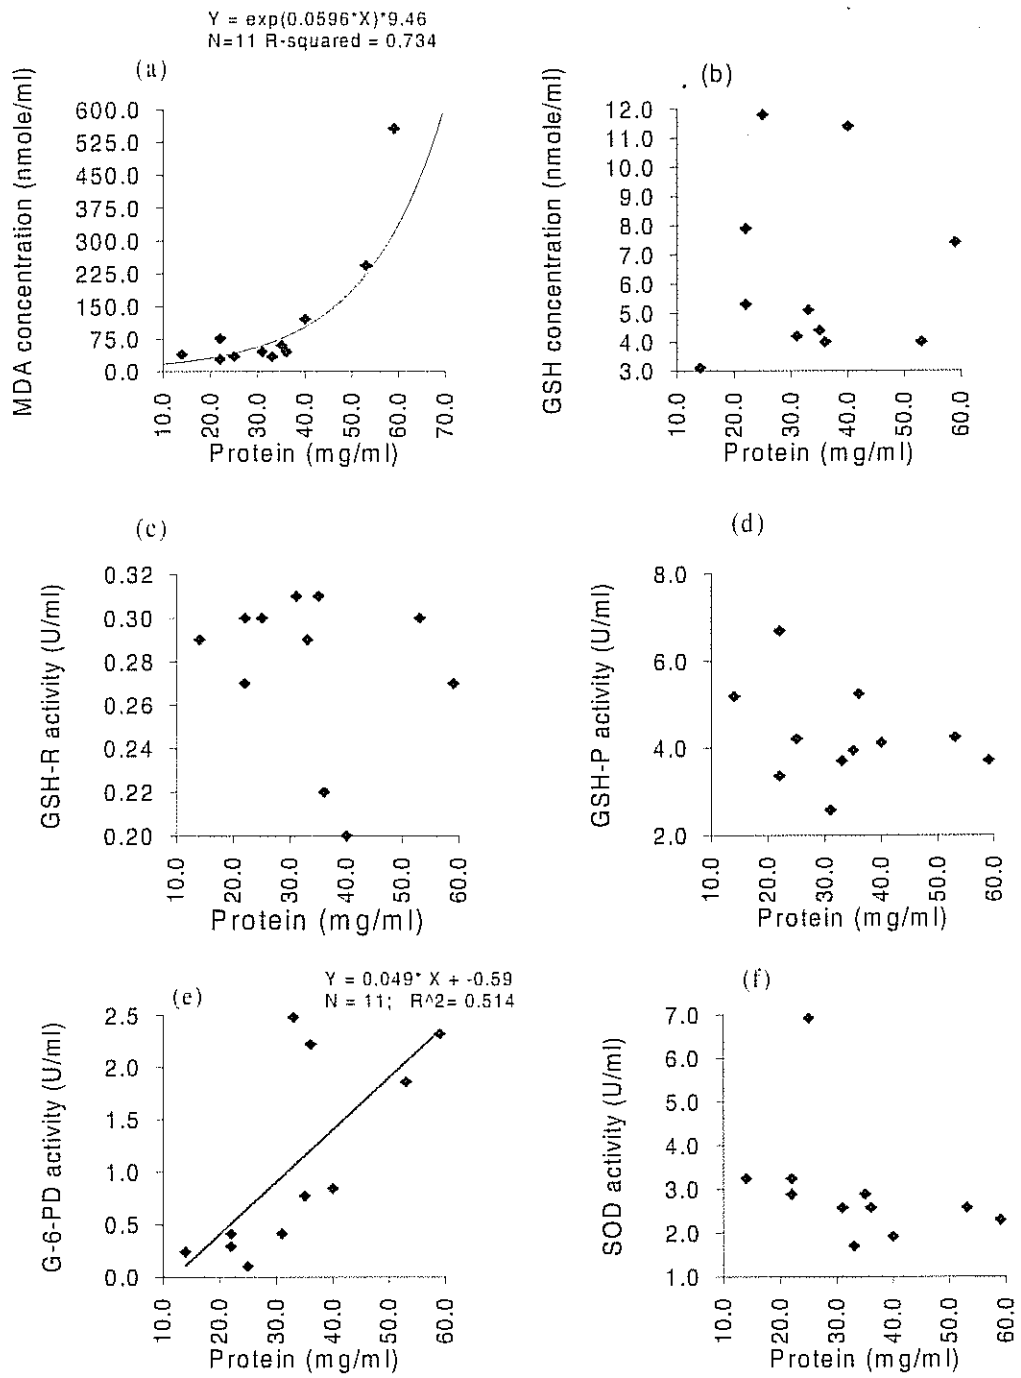 Y = exp(0.0596*X)*9.46
N=11 R-squared = 0.734
(a)
MDA concentration (nmole/ml)
600.0
525.0
450.0
375.0
300.0
225.0
150.0
75.0
0.0
10.0 20.0 30.0 40.0 50.0 60.0 70.0
Protein (mg/ml)
(b)
GSH concentration (nmole/ml)
12.0
11.0
10.0
9.0
8.0
7.0
6.0
5.0
4.0
3.0
10.0 20.0 30.0 40.0 50.0 60.0
Protein (mg/ml)
(c)
GSH-R activity (U/ml)
0.32
0.30
0.28
0.26
0.24
0.22
0.20
10.0 20.0 30.0 40.0 50.0 60.0
Protein (mg/ml)
(d)
GSH-P activity (U/ml)
8.0
6.0
4.0
2.0
10.0 20.0 30.0 40.0 50.0 60.0
Protein (mg/ml)
Y = 0.049* X + -0.59
N = 11; R^2= 0.514
(e)
G-6-PD activity (U/ml)
2.5
2.0
1.5
1.0
0.5
0.0
10.0 20.0 30.0 40.0 50.0 60.0
Protein (mg/ml)
(f)
SOD activity (U/ml)
7.0
6.0
5.0
4.0
3.0
2.0
1.0
10.0 20.0 30.0 40.0 50.0 60.0
Protein (mg/ml)